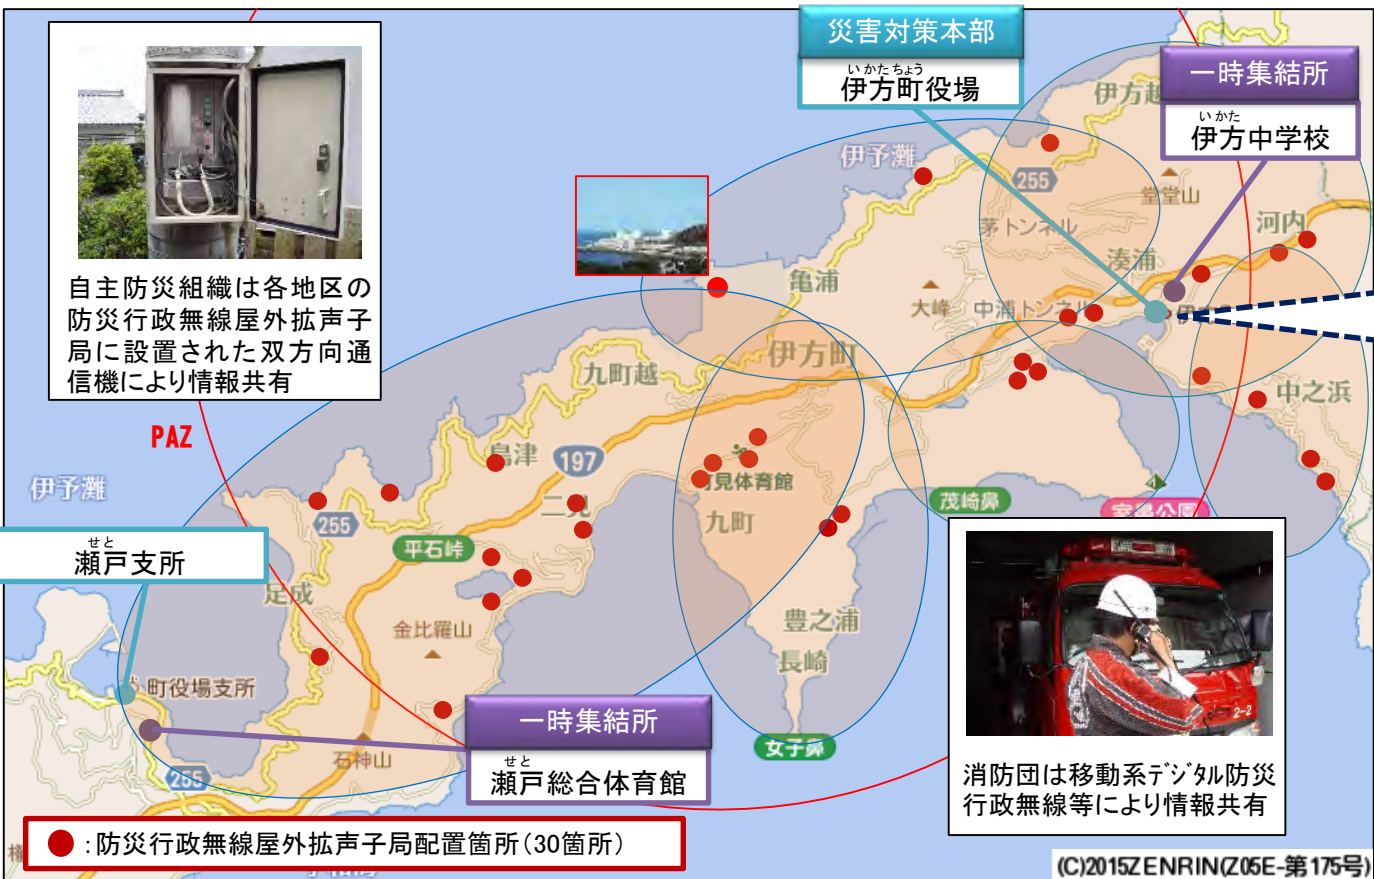 災害対策本部
いかたちょう
伊方町役場
一時集結所
いかた
伊方中学校
自主防災組織は各地区の
防災行政無線屋外拡声子
局に設置された双方向通
信機により情報共有
伊方越
伊予灘
255
堂堂山
茅トンネル
河内
湊浦
亀浦
大峰
中浦トンネル
伊方町
九町越
中之浜
PAZ
鳥津
197
伊予灘
255
二見
町見体育館
九町
茂崎鼻
室鼻公園
平石峠
せと
瀬戸支所
足成
金比羅山
豊之浦
長崎
町役場支所
一時集結所
せと
瀬戸総合体育館
女子鼻
石神山
255
2-2
消防団は移動系デジタル防災
行政無線等により情報共有
:防災行政無線屋外拡声子局配置箇所(30箇所)
(C)2015ZENRIN(Z05E-第175号)